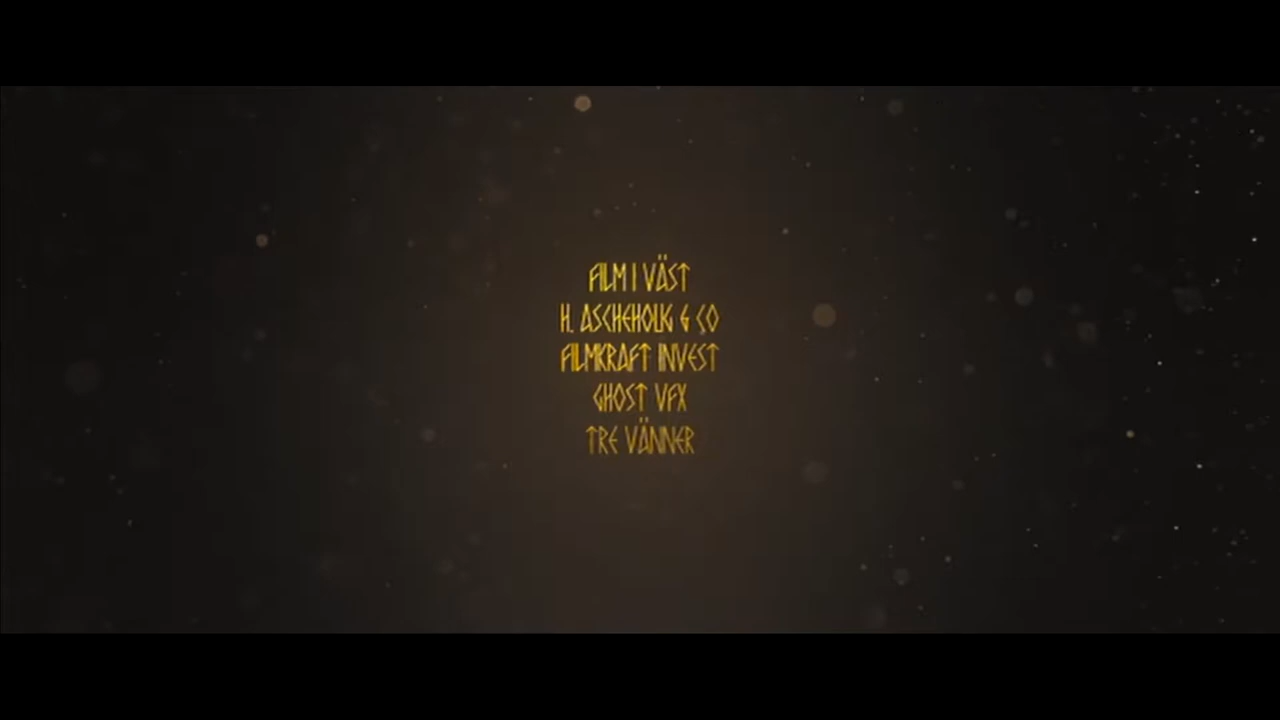 FILM I VÄST
H. ASCHEHOUG & CO
FILMKRAFT INVEST
GHOST VFX
TRE VÄNNER